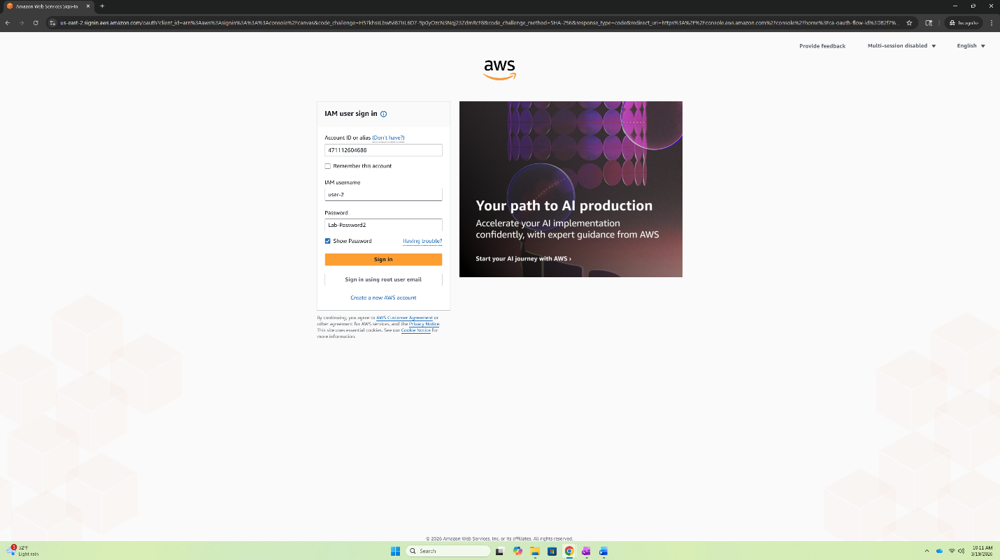 Amazon Web Services Sign-In
us-east-2.signin.aws.amazon.com/oauth?client_id=arn%3Aaws%3Asignin%3A%3A%3Aconsole%2Fcanvas&code_challenge=H57khssLbwtvi87IsL6D7-9p0yOzcN3Nqj23ZdmRcF8&code_challenge_method=SHA-256&response_type=code&redirect_uri=https%3A%2F%2Fconsole.aws.amazon.com%2Fconsole%2Fhome%3Fca-oauth-flow-id%3D82f7%...
Incognito
Provide feedback
Multi-session disabled
English
aws
IAM user sign in
Account ID or alias (Don't have?)
471112604688
Remember this account
IAM username
user-2
Password
Lab-Password2
Show Password
Having trouble?
Sign in
Sign in using root user email
Create a new AWS account
By continuing, you agree to AWS Customer Agreement or
other agreement for AWS services, and the Privacy Notice.
This site uses essential cookies. See our Cookie Notice for
more information.
Your path to AI production
Accelerate your AI implementation
confidently, with expert guidance from AWS
Start your AI journey with AWS ›
© 2026 Amazon Web Services, Inc. or its affiliates. All rights reserved.
3
52°F
Light rain
Search
10:11 AM
3/19/2026